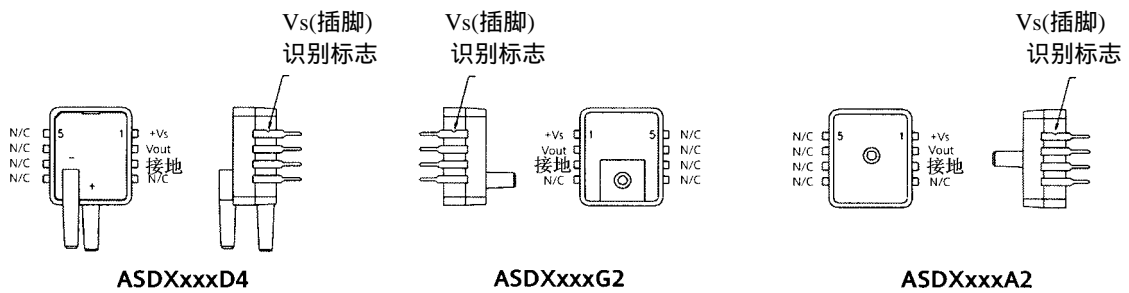 Vs(插脚)
识别标志
Vs(插脚)
识别标志
Vs(插脚)
识别标志
N/C 5 1 +Vs
N/C Vout
N/C - 接地
N/C + N/C
+Vs 1 5 N/C
Vout N/C
接地 N/C
N/C N/C
N/C 5 1 +Vs
N/C Vout
N/C 接地
N/C N/C
ASDXxxxD4
ASDXxxxG2
ASDXxxxA2